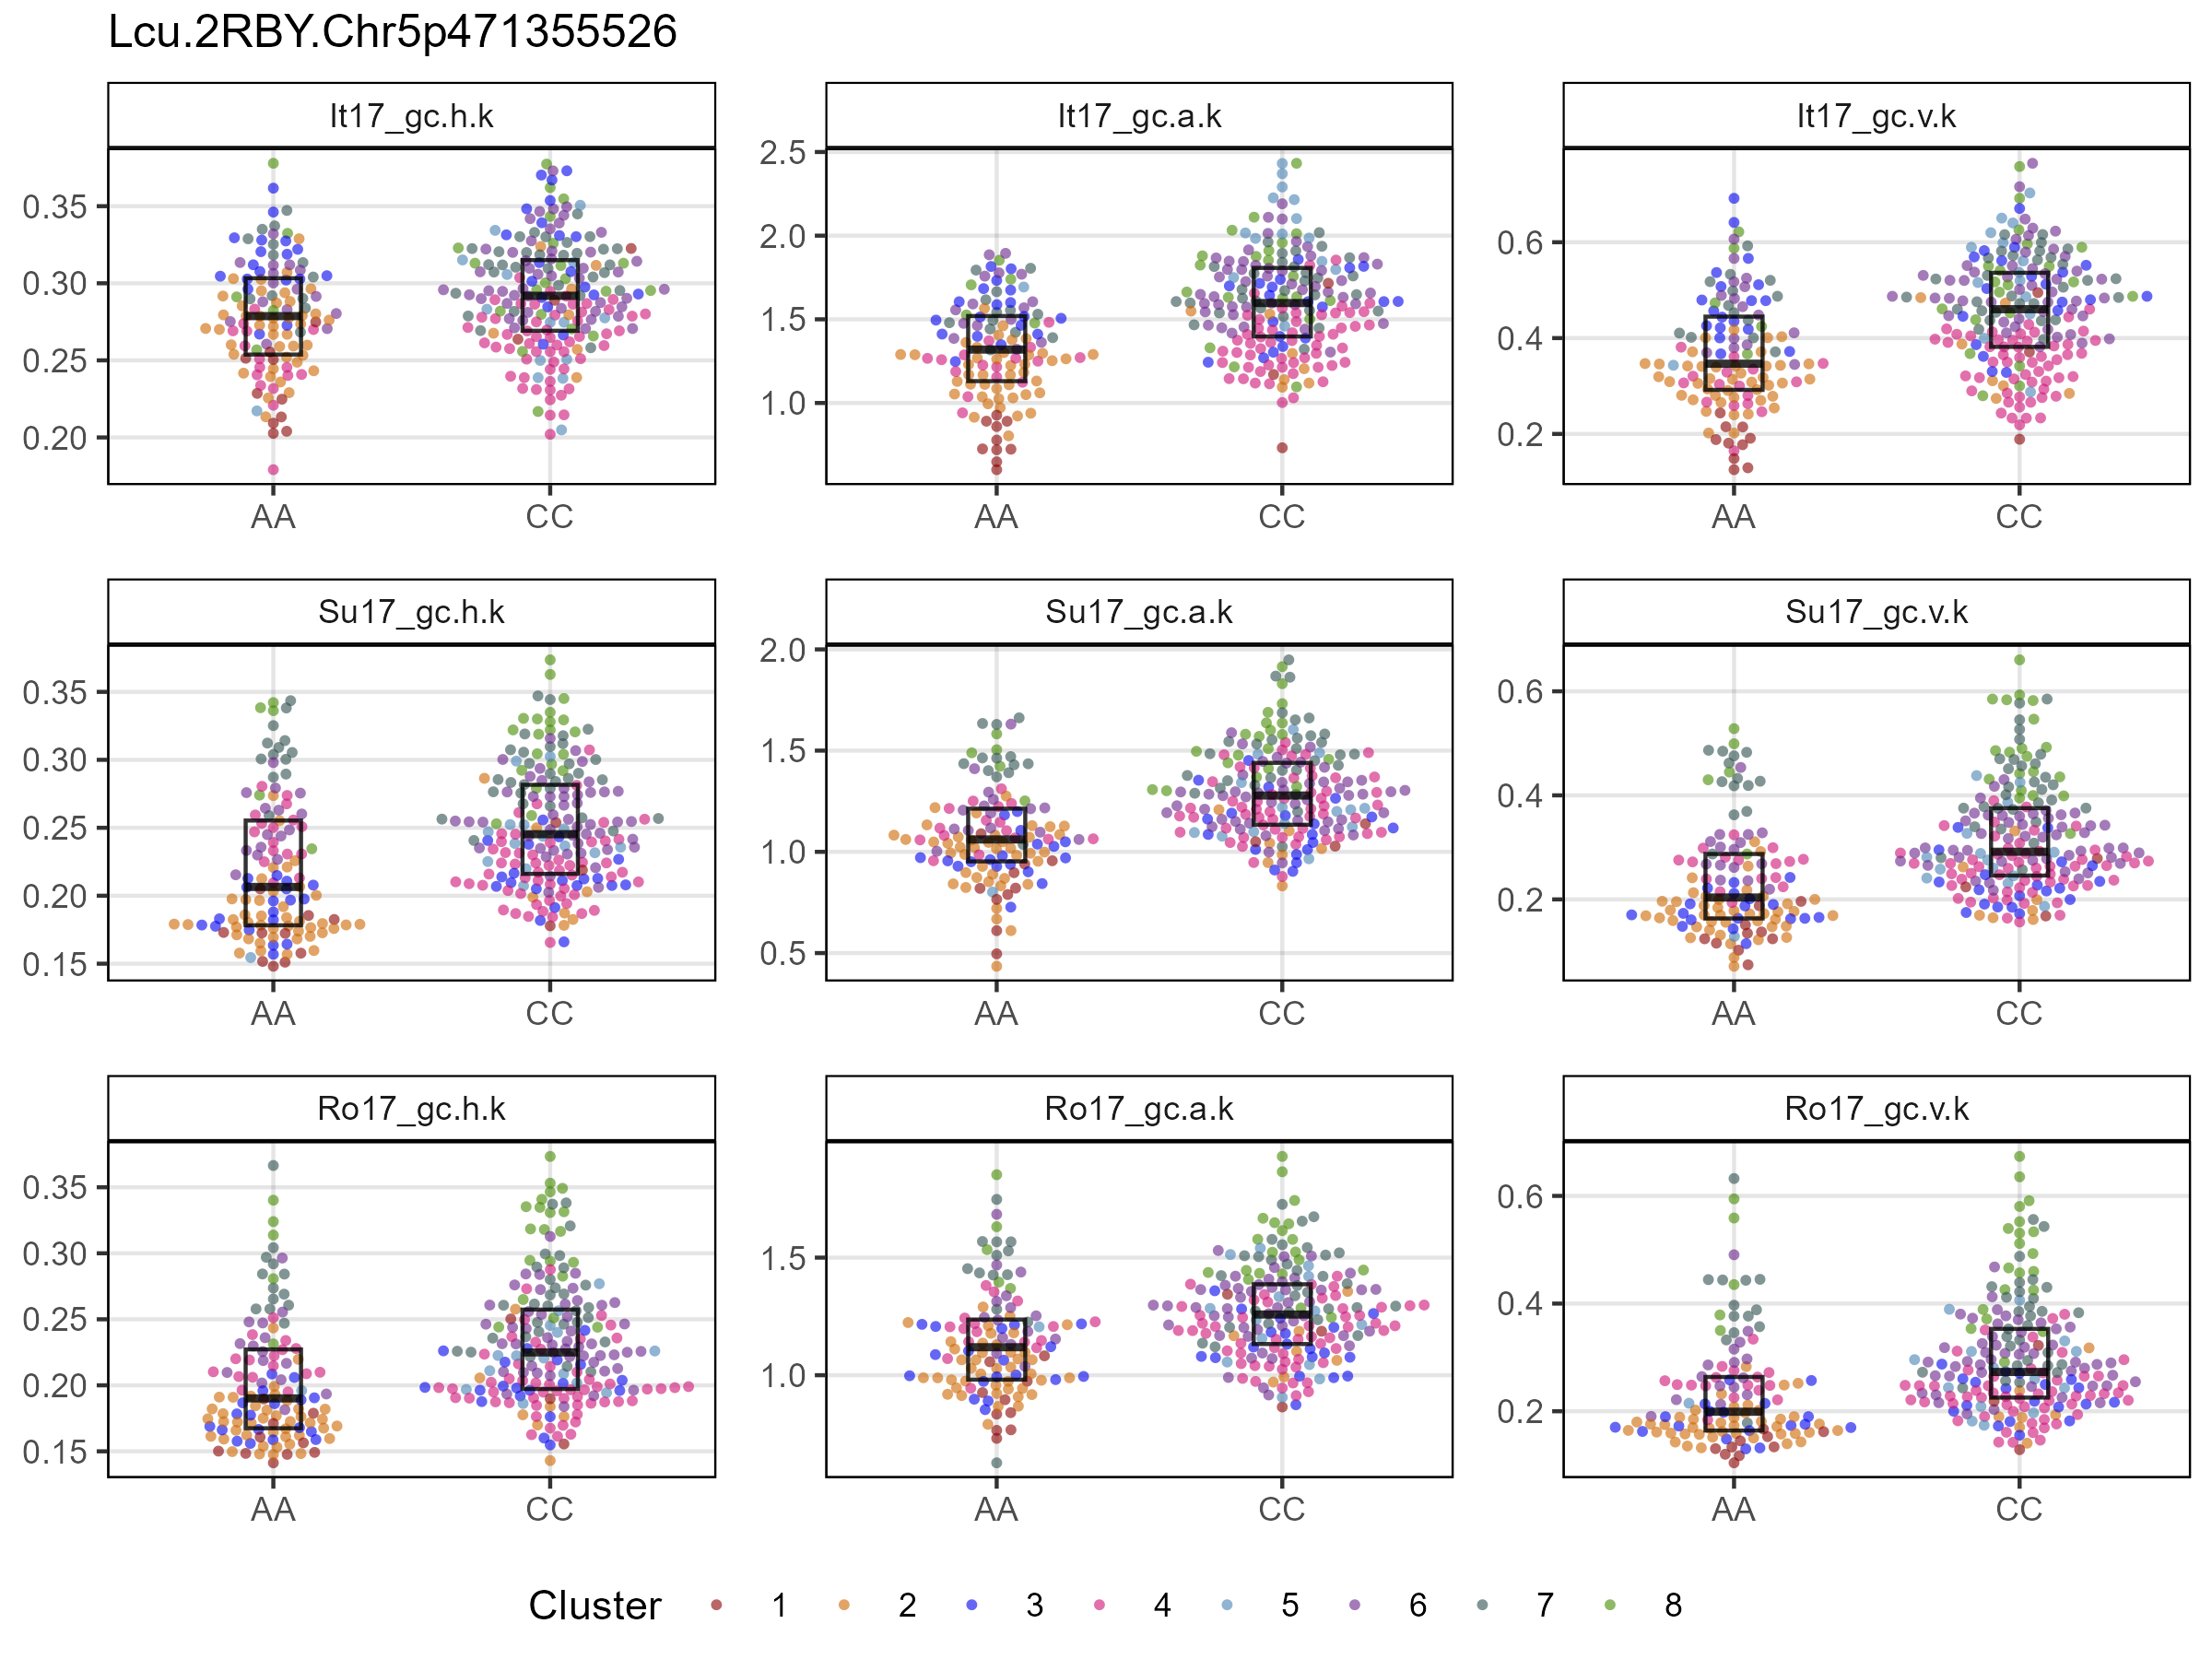 Lcu.2RBY.Chr5p471355526
It17_gc.h.k
It17_gc.a.k
It17_gc.v.k
0.35
0.30
0.25
0.20
AA CC
2.5
2.0
1.5
1.0
AA CC
0.6
0.4
0.2
AA CC
Su17_gc.h.k
Su17_gc.a.k
Su17_gc.v.k
0.35
0.30
0.25
0.20
0.15
AA CC
2.0
1.5
1.0
0.5
AA CC
0.6
0.4
0.2
AA CC
Ro17_gc.h.k
Ro17_gc.a.k
Ro17_gc.v.k
0.35
0.30
0.25
0.20
0.15
AA CC
1.5
1.0
AA CC
0.6
0.4
0.2
AA CC
Cluster 1 2 3 4 5 6 7 8